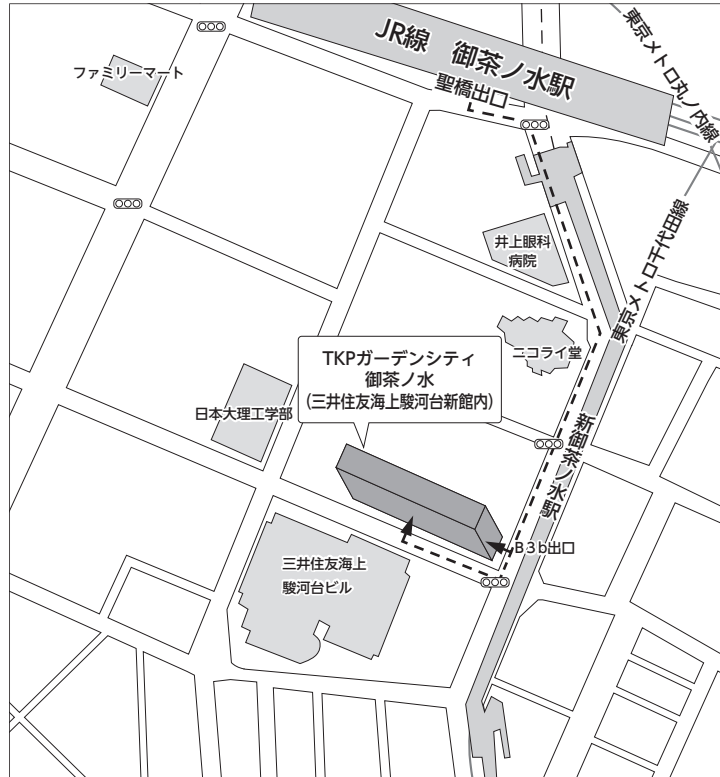 JR線 御茶ノ水駅
聖橋出口
東京メトロ丸ノ内線
ファミリーマート
井上眼科
病院
東京メトロ千代田線
ニコライ堂
TKPガーデンシティ
御茶ノ水
(三井住友海上駿河台新館内)
日本大理工学部
新御茶ノ水駅
B3b出口
三井住友海上
駿河台ビル